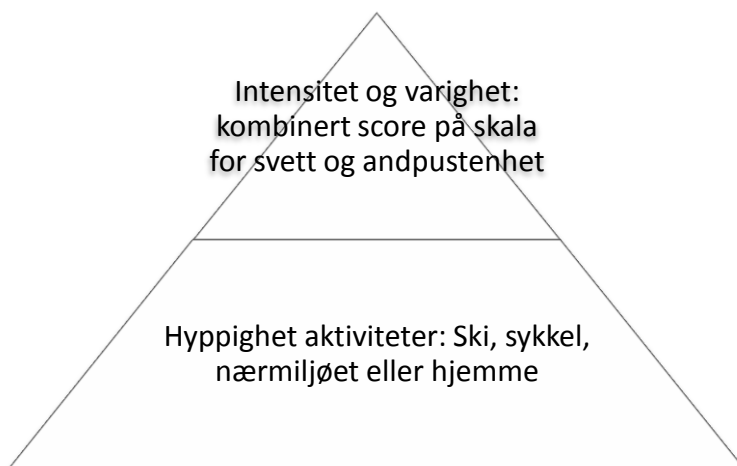 Intensitet og varighet:
kombinert score på skala
for svett og andpustenhet
Hyppighet aktiviteter: Ski, sykkel,
nærmiljøet eller hjemme